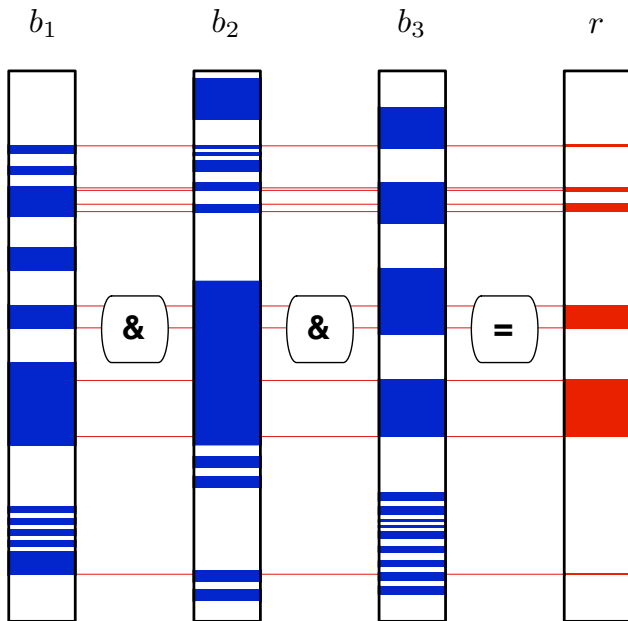 b₁ b₂ b₃ r
& & =